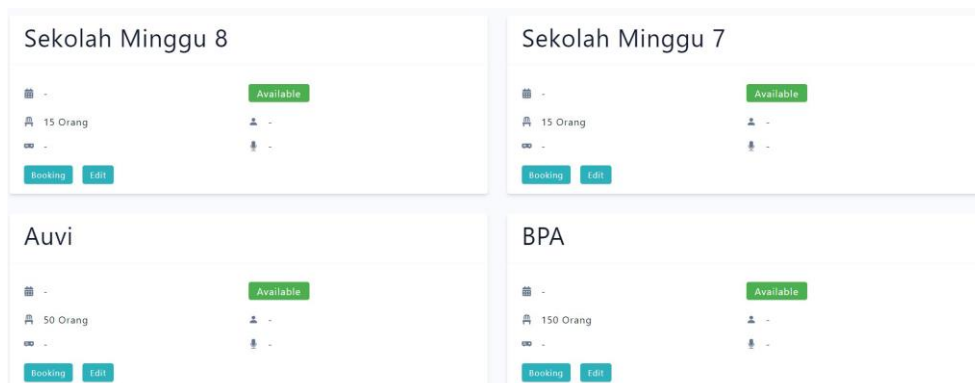 Sekolah Minggu 8
- Available
15 Orang -
- -
Booking Edit
Sekolah Minggu 7
- Available
15 Orang -
- -
Booking Edit
Auvi
- Available
50 Orang -
- -
Booking Edit
BPA
- Available
150 Orang -
- -
Booking Edit